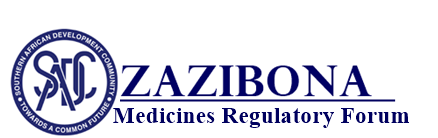 SOUTHERN AFRICAN DEVELOPMENT COMMUNITY
SADC
TOWARDS A COMMON FUTURE
ZAZIBONA
Medicines Regulatory Forum